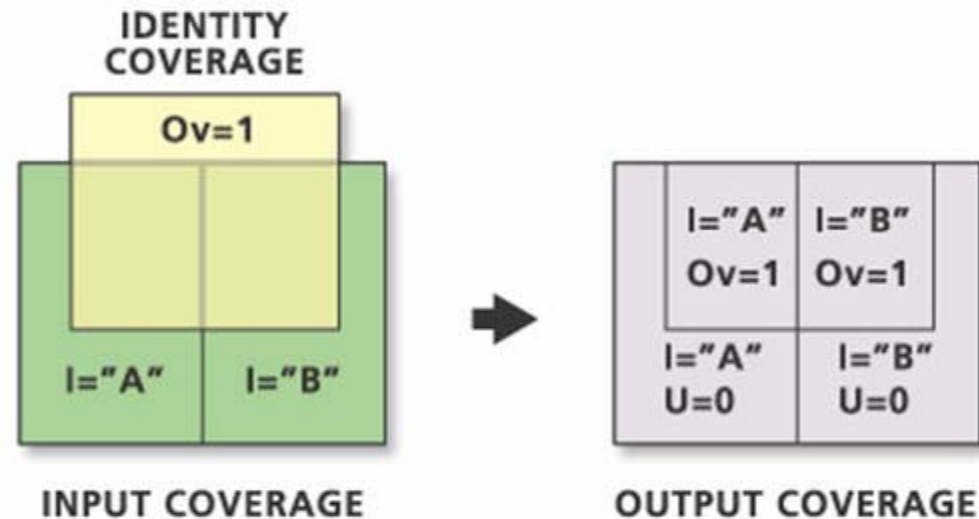 IDENTITY
COVERAGE
Ov=1
I="A" I="B"
INPUT COVERAGE
I="A" I="B"
Ov=1 Ov=1
I="A" I="B"
U=0 U=0
OUTPUT COVERAGE